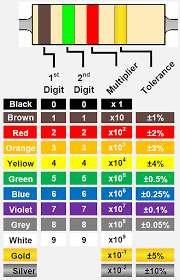 1st 2nd Multiplier Tolerance
Digit Digit
Black 0 0 x 1
Brown 1 1 x10 ±1%
Red 2 2 x10² ±2%
Orange 3 3 x10³ ±3%
Yellow 4 4 x10⁴ ±4%
Green 5 5 x10⁵ ±0.5%
Blue 6 6 x10⁶ ±0.25%
Violet 7 7 x10⁷ ±0.1%
Grey 8 8 x10⁸ ±0.05%
White 9 9 x10⁹
Gold x10⁻¹ ±5%
Silver x10⁻² ±10%